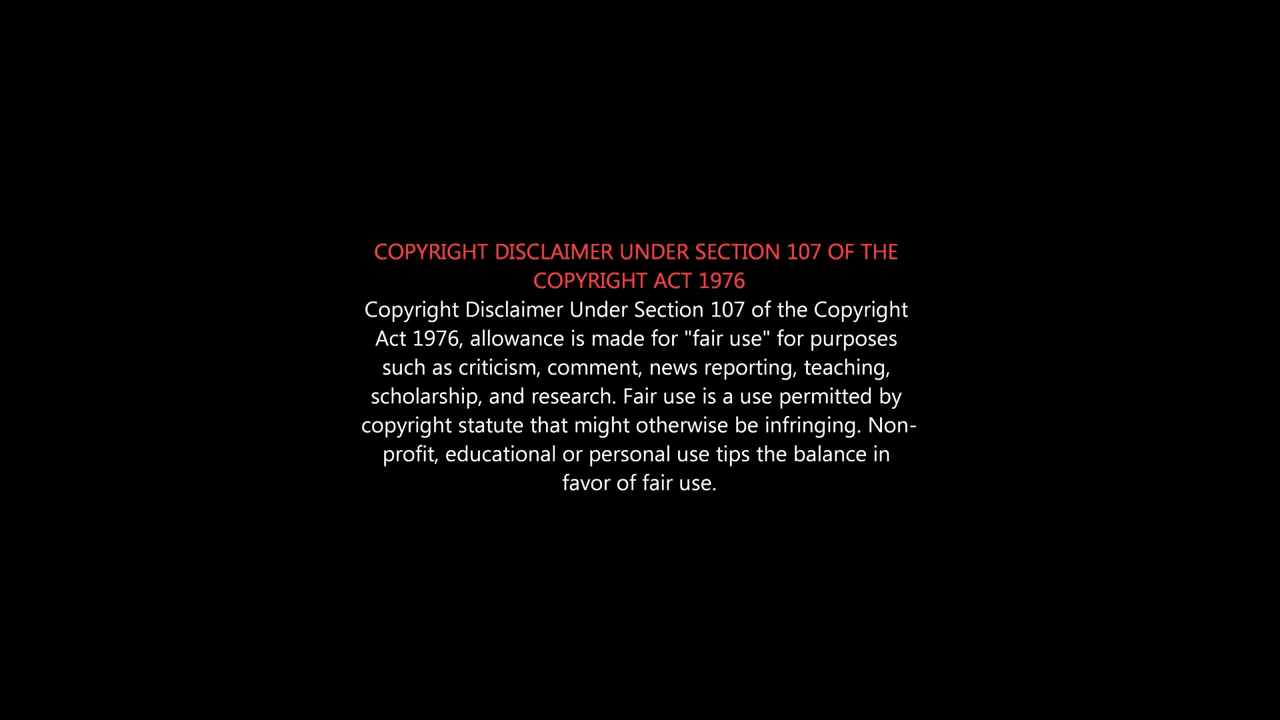 COPYRIGHT DISCLAIMER UNDER SECTION 107 OF THE
COPYRIGHT ACT 1976
Copyright Disclaimer Under Section 107 of the Copyright
Act 1976, allowance is made for "fair use" for purposes
such as criticism, comment, news reporting, teaching,
scholarship, and research. Fair use is a use permitted by
copyright statute that might otherwise be infringing. Non-
profit, educational or personal use tips the balance in
favor of fair use.